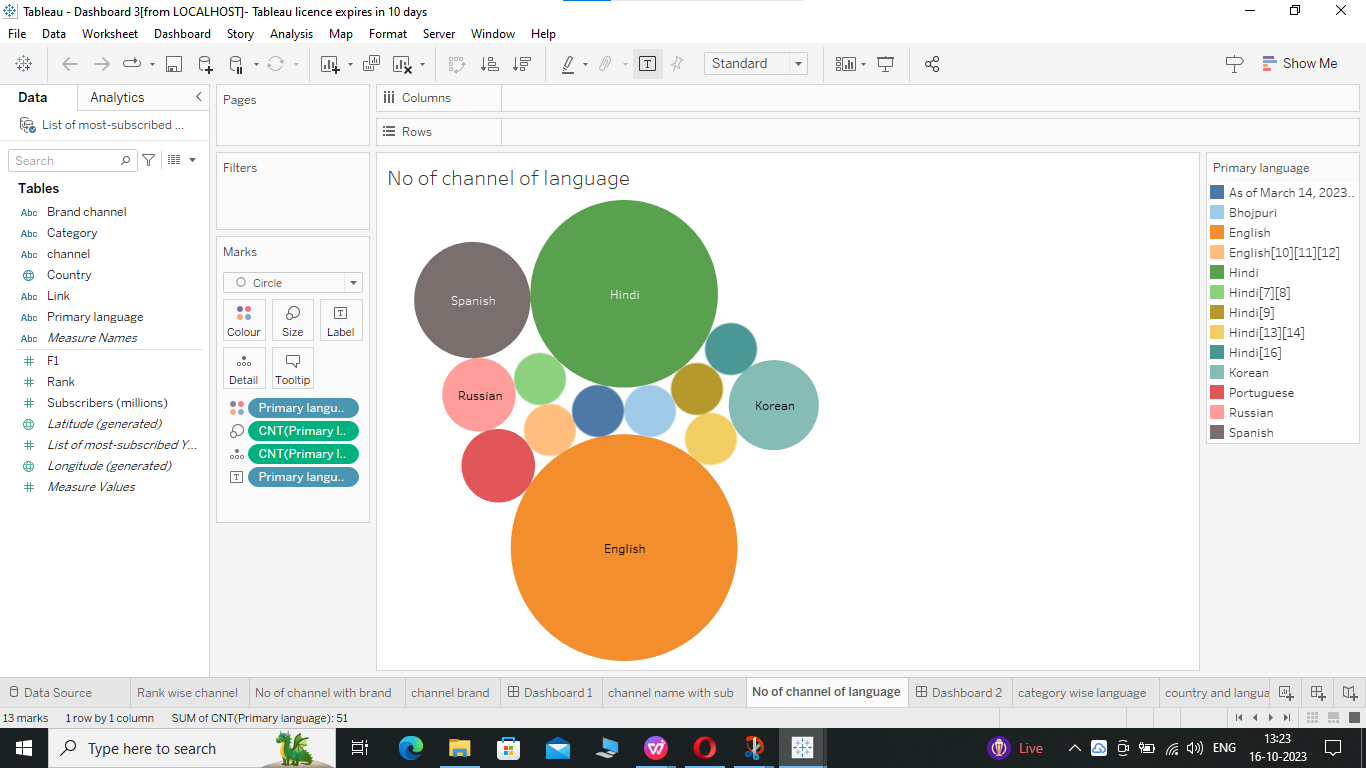 Tableau - Dashboard 3[from LOCALHOST]- Tableau licence expires in 10 days
File Data Worksheet Dashboard Story Analysis Map Format Server Window Help
Standard
Show Me
Data Analytics
List of most-subscribed ...
Search
Tables
Abc Brand channel
Abc Category
Abc channel
Country
Abc Link
Abc Primary language
Abc Measure Names
# F1
# Rank
# Subscribers (millions)
Latitude (generated)
# List of most-subscribed Y...
Longitude (generated)
# Measure Values
Pages
Filters
Marks
Circle
Colour Size Label
Detail Tooltip
Primary langu..
CNT(Primary l..
CNT(Primary l..
Primary langu..
Columns
Rows
No of channel of language
Hindi
Spanish
Russian
Korean
English
Primary language
As of March 14, 2023..
Bhojpuri
English
English[10][11][12]
Hindi
Hindi[7][8]
Hindi[9]
Hindi[13][14]
Hindi[16]
Korean
Portuguese
Russian
Spanish
Data Source Rank wise channel No of channel with brand channel brand Dashboard 1 channel name with sub No of channel of language Dashboard 2 category wise language country and langua
13 marks 1 row by 1 column SUM of CNT(Primary language): 51
Type here to search
Live
ENG
13:23
16-10-2023